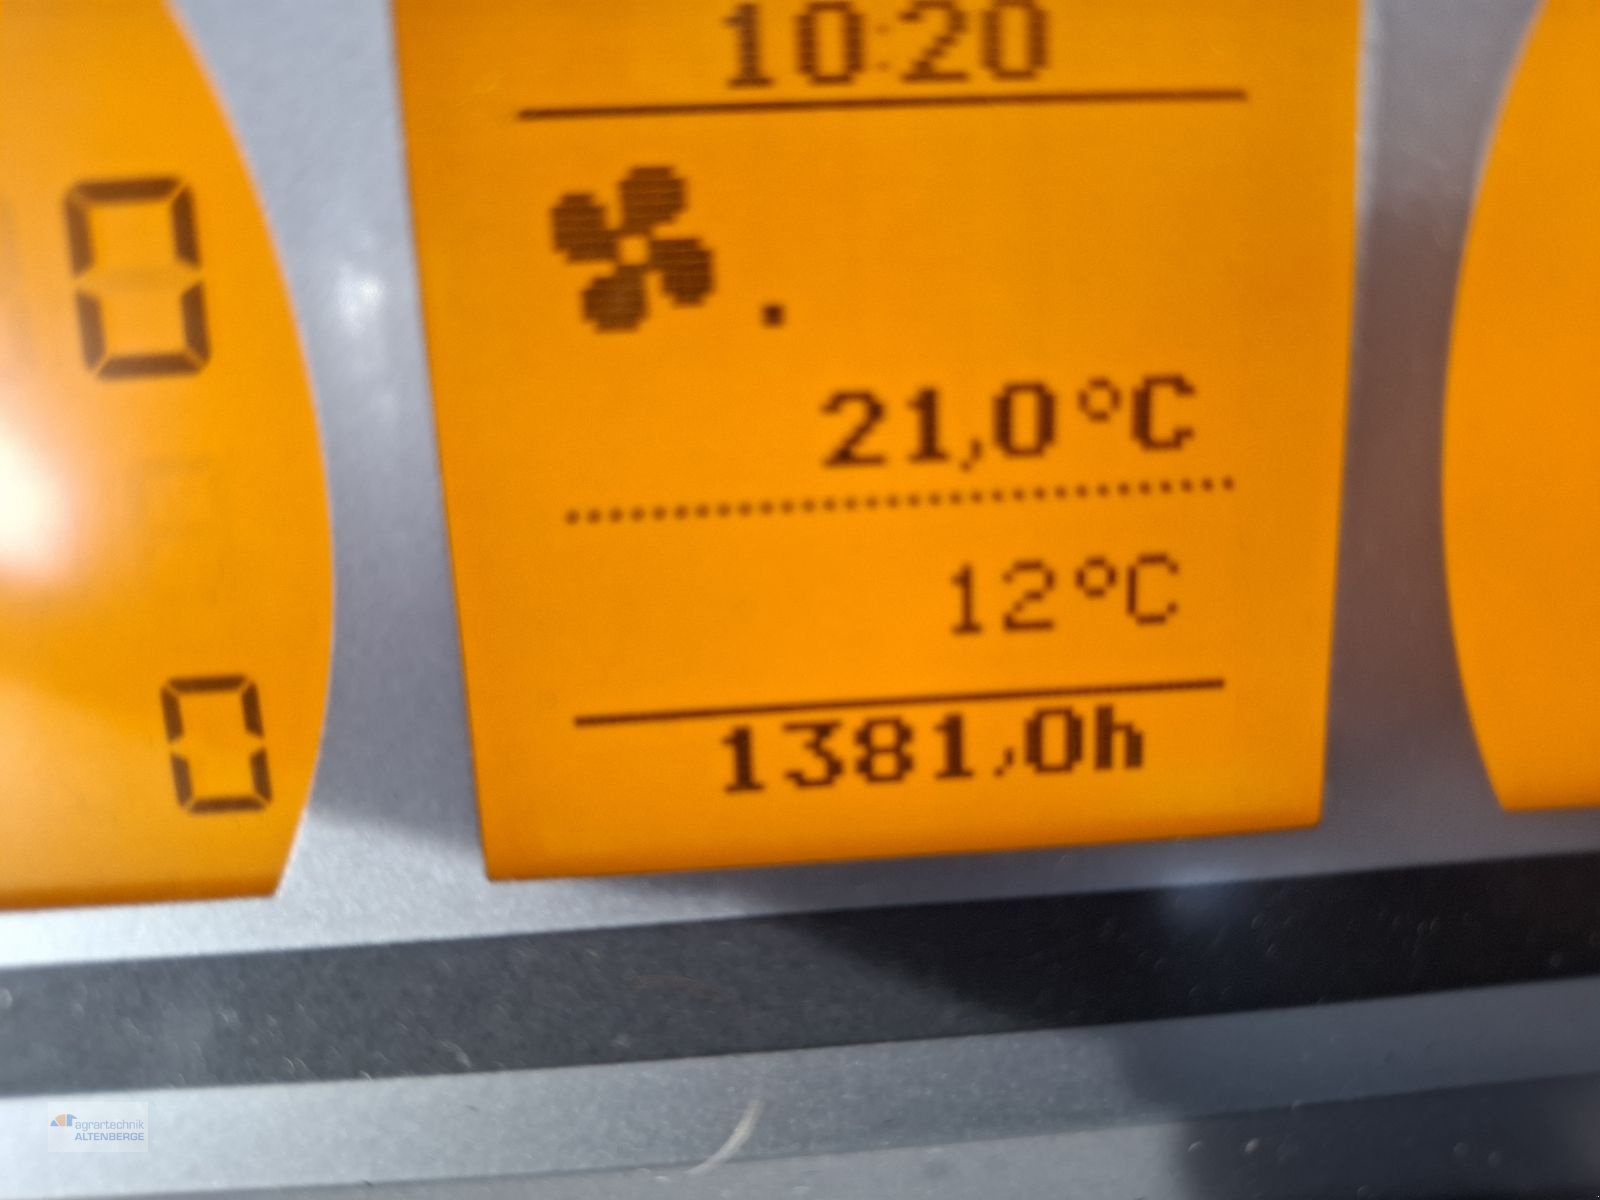 10:20
0
21,0°C
12°C
0
1381,0h
agrartechnik
ALTENBERGE